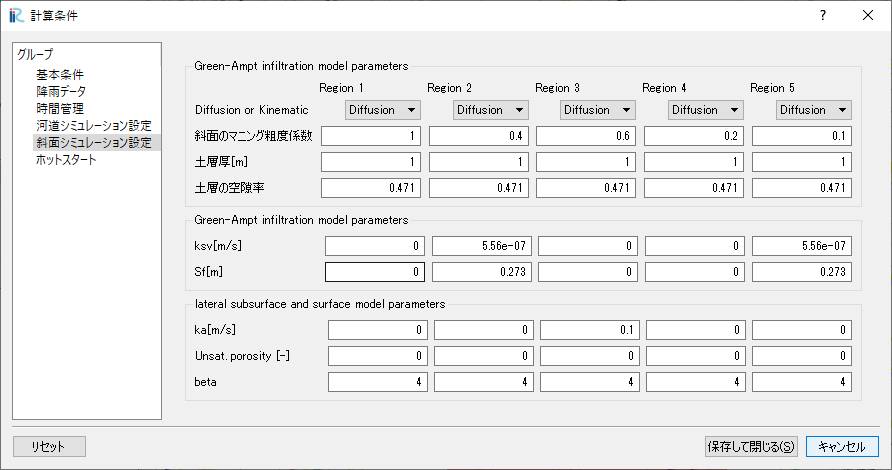 計算条件
グループ
基本条件
降雨データ
時間管理
河道シミュレーション設定
斜面シミュレーション設定
ホットスタート
Green-Ampt infiltration model parameters
Region 1 Region 2 Region 3 Region 4 Region 5
Diffusion or Kinematic Diffusion Diffusion Diffusion Diffusion Diffusion
斜面のマニング粗度係数 1 0.4 0.6 0.2 0.1
土層厚[m] 1 1 1 1 1
土層の空隙率 0.471 0.471 0.471 0.471 0.471
Green-Ampt infiltration model parameters
ksv[m/s] 0 5.56e-07 0 0 5.56e-07
Sf[m] 0 0.273 0 0 0.273
lateral subsurface and surface model parameters
ka[m/s] 0 0 0.1 0 0
Unsat. porosity [-] 0 0 0 0 0
beta 4 4 4 4 4
リセット 保存して閉じる(S) キャンセル